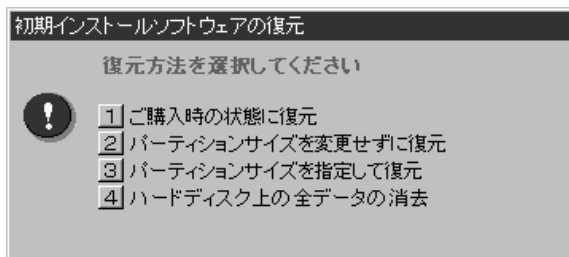 初期インストールソフトウェアの復元
復元方法を選択してください
1 ご購入時の状態に復元
2 パーティションサイズを変更せずに復元
3 パーティションサイズを指定して復元
4 ハードディスク上の全データの消去